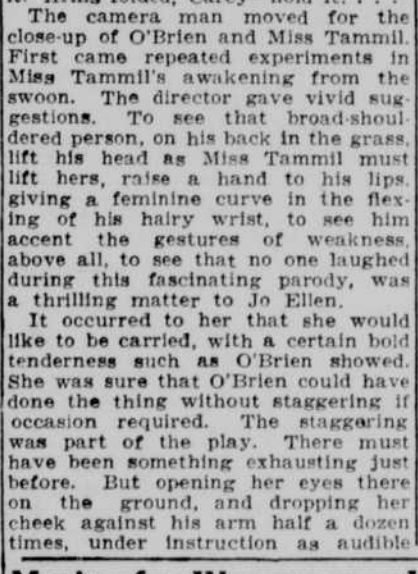 The camera man moved for the
close-up of O'Brien and Miss Tammil.
First came repeated experiments in
Miss Tammil's awakening from the
swoon. The director gave vivid sug-
gestions. To see that broad-shoul-
dered person, on his back in the grass,
lift his head as Miss Tammil must
lift hers, raise a hand to his lips,
giving a feminine curve in the flex-
ing of his hairy wrist, to see him
accent the gestures of weakness,
above all, to see that no one laughed
during this fascinating parody, was
a thrilling matter to Jo Ellen.
It occurred to her that she would
like to be carried, with a certain bold
tenderness such as O'Brien showed.
She was sure that O'Brien could have
done the thing without staggering if
occasion required. The staggering
was part of the play. There must
have been something exhausting just
before. But opening her eyes there
on the ground, and dropping her
cheek against his arm half a dozen
times, under instruction as audible